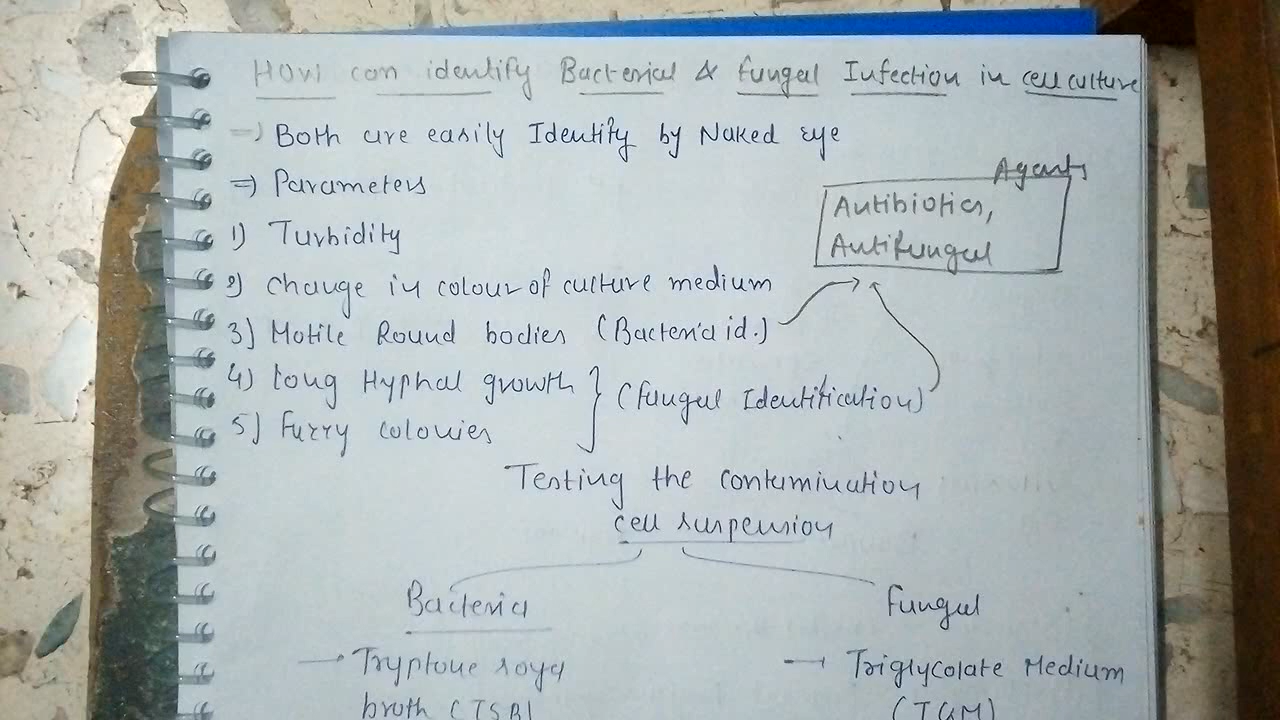 How can identify Bacterial & Fungal Infection in cell culture
=> Both are easily Identify by Naked eye
=> Parameters
Agents
Antibiotics,
Antifungal
1) Turbidity
2) Change in colour of culture medium
3) Motile Round bodies (Bacteria id.)
4) Long Hyphal growth
5) Furry colonies
(Fungal Identification)
Testing the contamination
cell suspension
Bacteria
Fungal
→ Tryptone soya
broth (TSB)
→ Triglycolate Medium
(TGM)